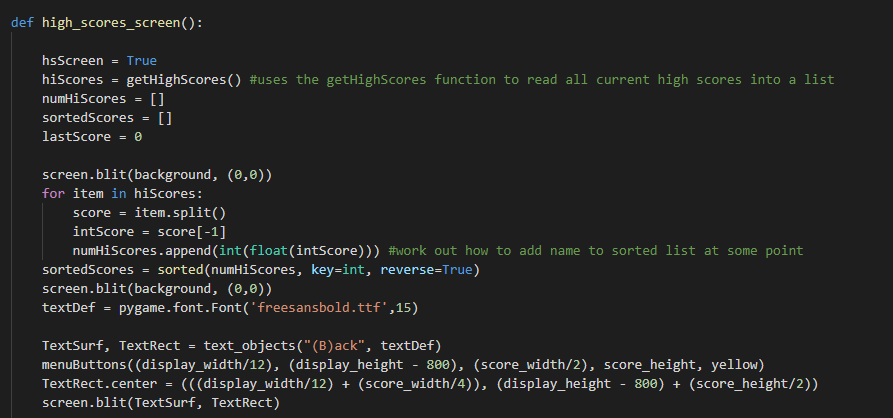 def high_scores_screen():
hsScreen = True
hiScores = getHighScores() #uses the getHighScores function to read all current high scores into a list
numHiScores = []
sortedScores = []
lastScore = 0
screen.blit(background, (0,0))
for item in hiScores:
score = item.split()
intScore = score[-1]
numHiScores.append(int(float(intScore))) #work out how to add name to sorted list at some point
sortedScores = sorted(numHiScores, key=int, reverse=True)
screen.blit(background, (0,0))
textDef = pygame.font.Font('freesansbold.ttf',15)
TextSurf, TextRect = text_objects("(B)ack", textDef)
menuButtons((display_width/12), (display_height - 800), (score_width/2), score_height, yellow)
TextRect.center = (((display_width/12) + (score_width/4)), (display_height - 800) + (score_height/2))
screen.blit(TextSurf, TextRect)